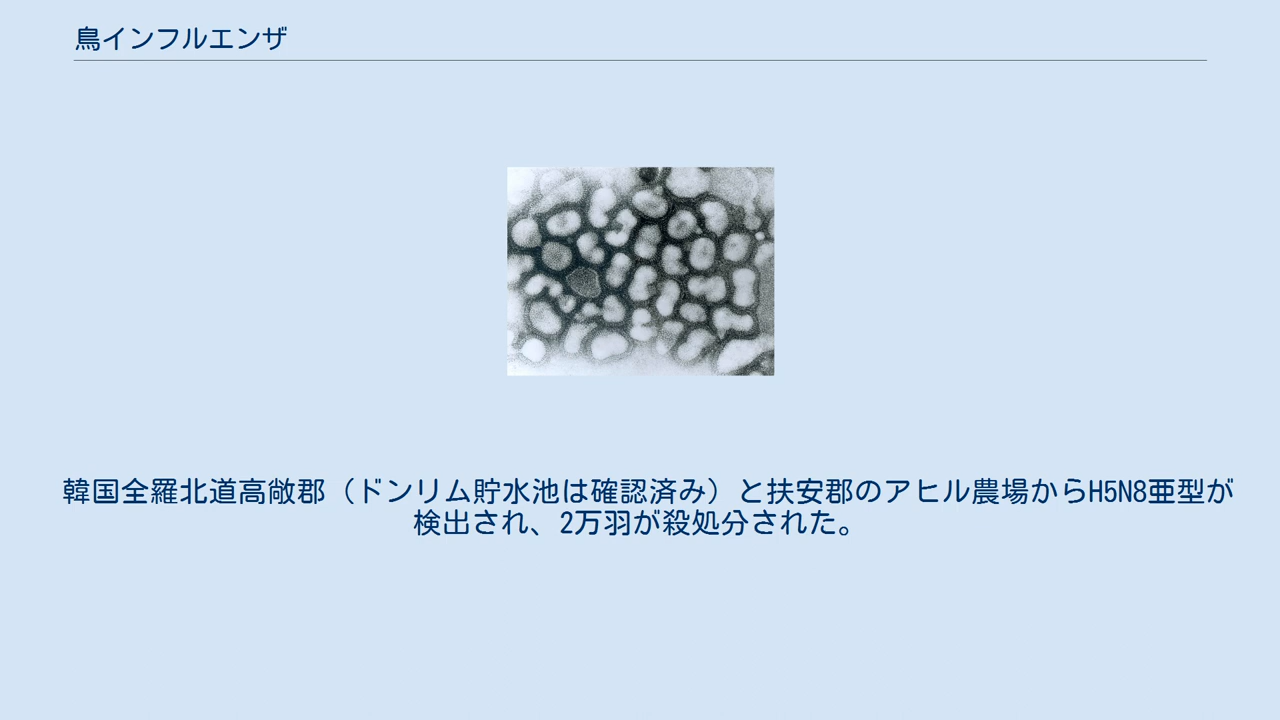 鳥インフルエンザ
韓国全羅北道高敞郡（ドンリム貯水池は確認済み）と扶安郡のアヒル農場からH5N8亜型が
検出され、2万羽が殺処分された。